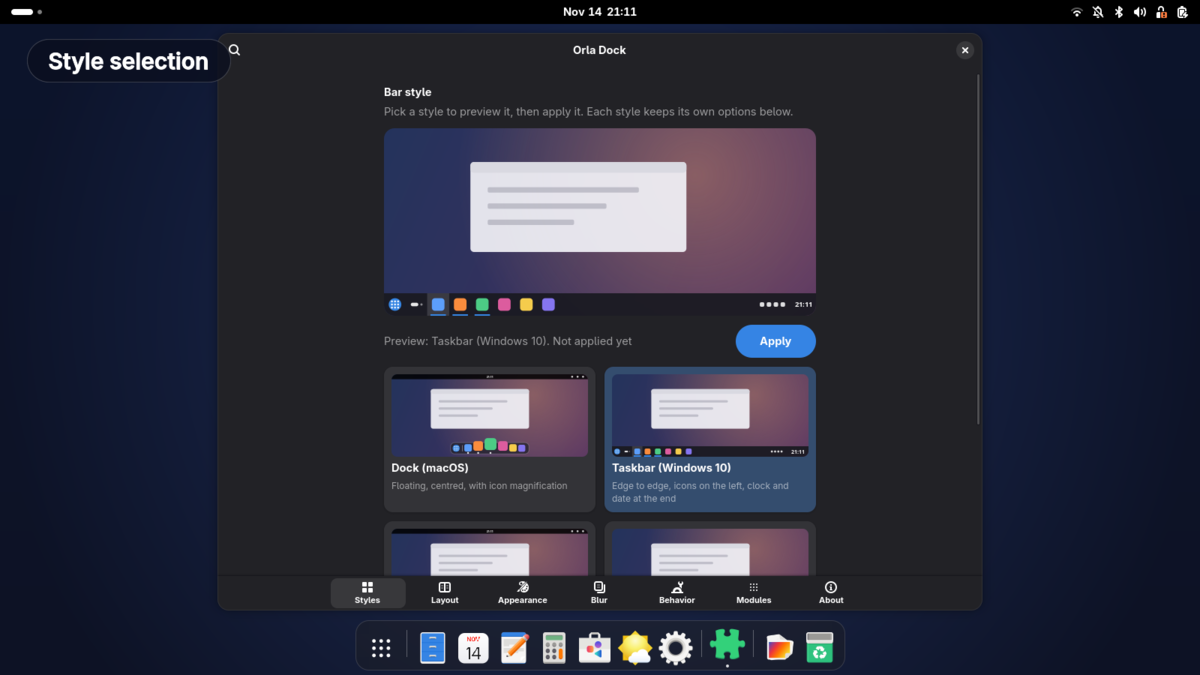 Nov 14 21:11
Style selection
Orla Dock
Bar style
Pick a style to preview it, then apply it. Each style keeps its own options below.
21:11
Preview: Taskbar (Windows 10). Not applied yet
Apply
21:11
Dock (macOS)
Floating, centred, with icon magnification
Taskbar (Windows 10)
Edge to edge, icons on the left, clock and
date at the end
Styles
Layout
Appearance
Blur
Behavior
Modules
About
NOV
14